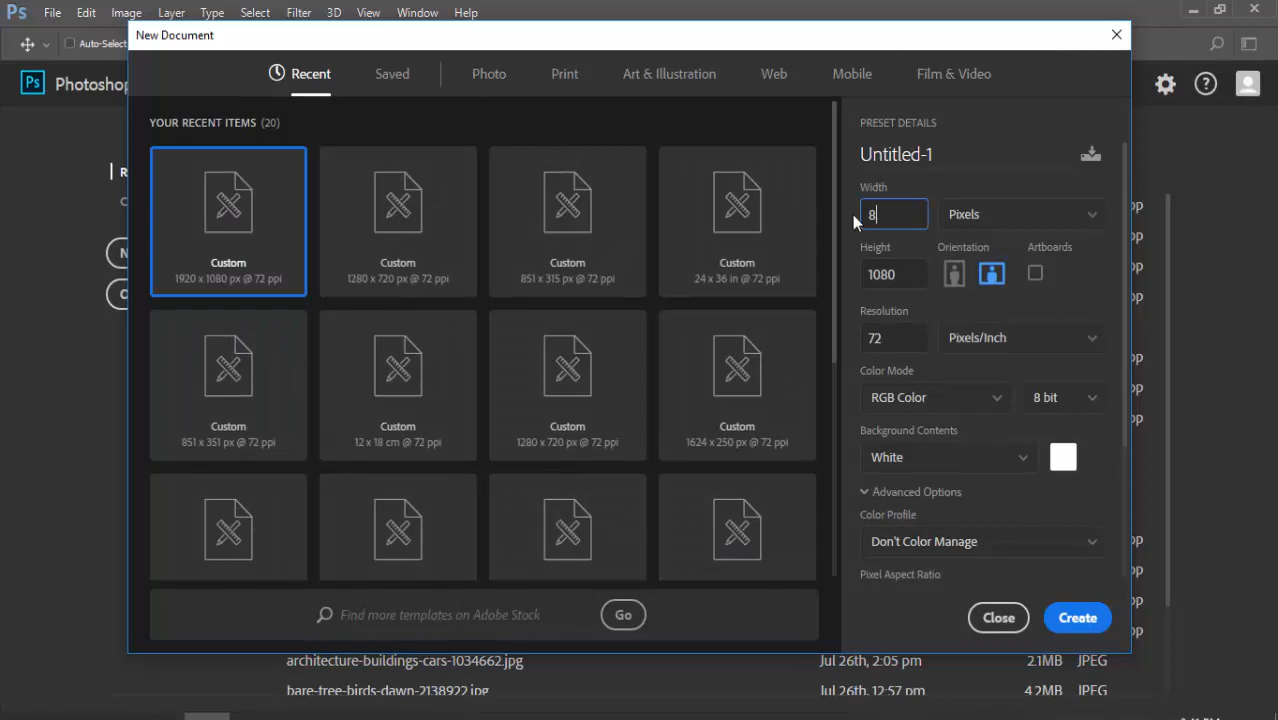 Ps File Edit Image Layer Type Select Filter 3D View Window Help
New Document
Auto-Select
Ps Photoshop
Recent Saved Photo Print Art & Illustration Web Mobile Film & Video
YOUR RECENT ITEMS (20)
Custom
1920 x 1080 px @ 72 ppi
Custom
1280 x 720 px @ 72 ppi
Custom
851 x 315 px @ 72 ppi
Custom
24 x 36 in @ 72 ppi
Custom
851 x 351 px @ 72 ppi
Custom
12 x 18 cm @ 72 ppi
Custom
1280 x 720 px @ 72 ppi
Custom
1624 x 250 px @ 72 ppi
Find more templates on Adobe Stock
Go
PRESET DETAILS
Untitled-1
Width
8 Pixels
Height Orientation Artboards
1080
Resolution
72 Pixels/Inch
Color Mode
RGB Color 8 bit
Background Contents
White
Advanced Options
Color Profile
Don't Color Manage
Pixel Aspect Ratio
Close Create
architecture-buildings-cars-1034662.jpg Jul 26th, 2:05 pm 2.1MB JPEG
bare-tree-birds-dawn-2138922.jpg Jul 26th, 12:57 pm 4.2MB JPEG